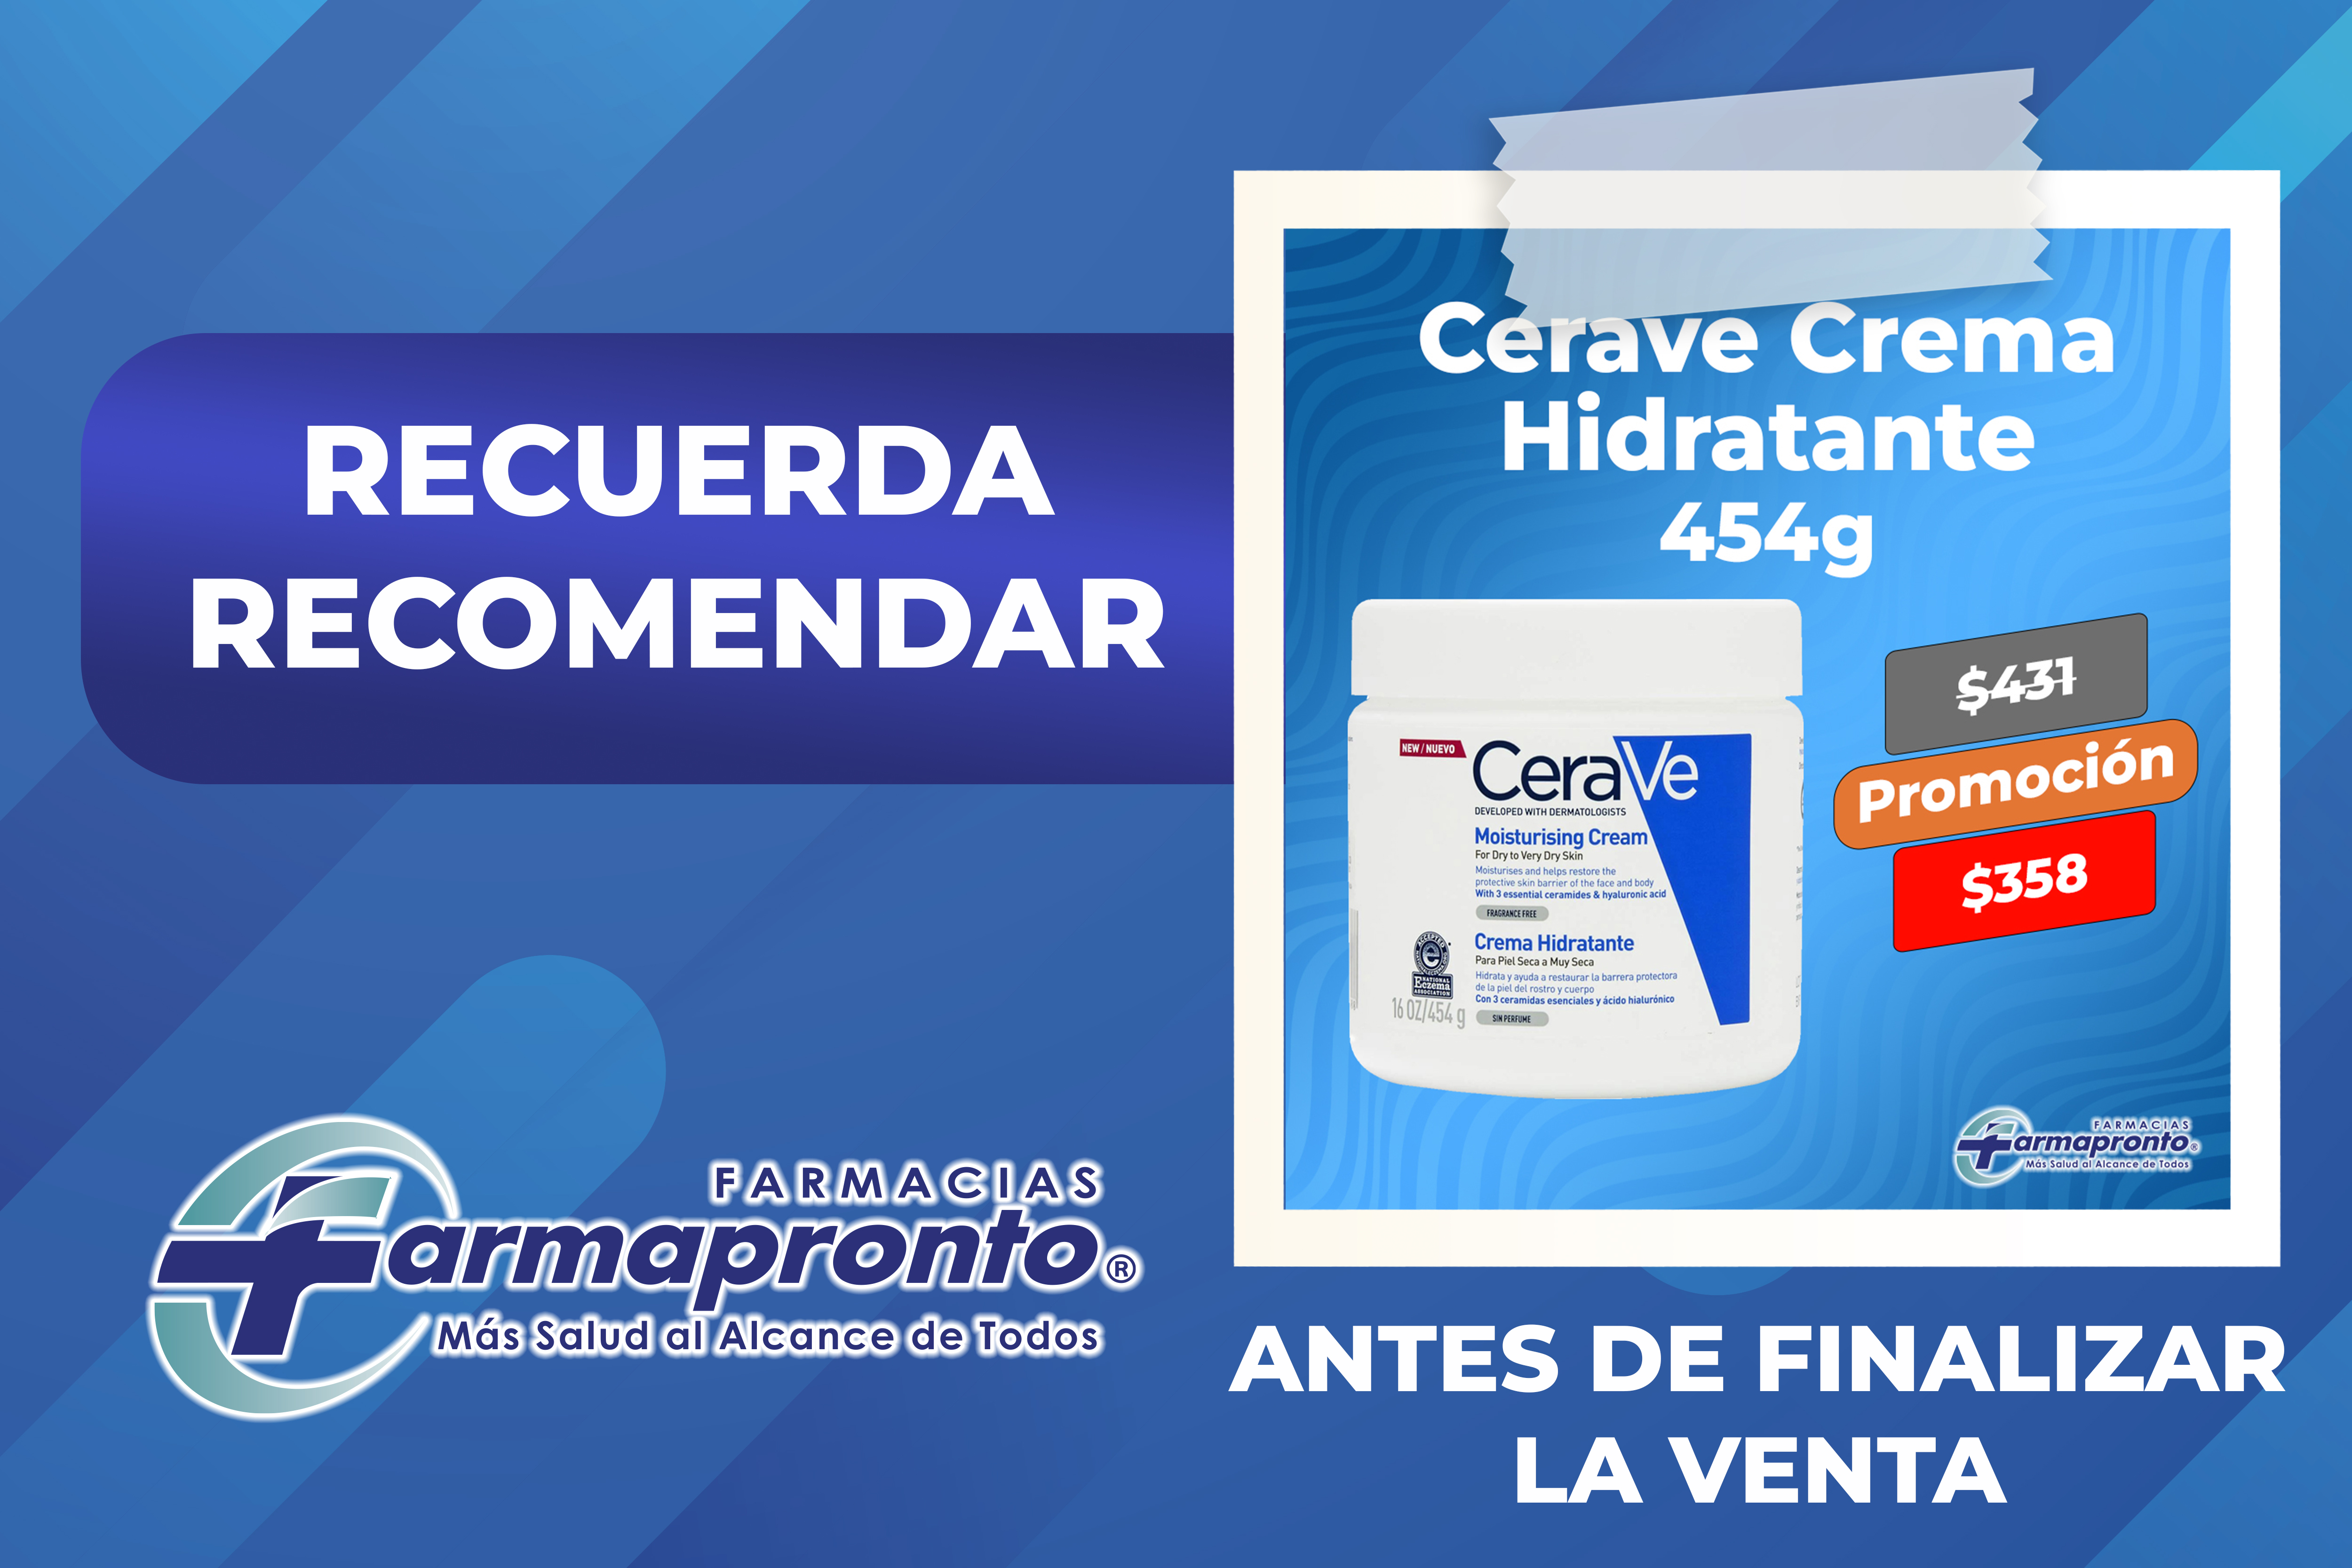 RECUERDA
RECOMENDAR
Cerave Crema
Hidratante
454g
$431
Promoción
$358
NEW / NUEVO
CeraVe
DEVELOPED WITH DERMATOLOGISTS
Moisturising Cream
For Dry to Very Dry Skin
Moisturises and helps restore the
protective skin barrier of the face and body
With 3 essential ceramides & hyaluronic acid
FRAGRANCE FREE
Crema Hidratante
Para Piel Seca a Muy Seca
Hidrata y ayuda a restaurar la barrera protectora
de la piel del rostro y cuerpo
Con 3 ceramidas esenciales y ácido hialurónico
SIN PERFUME
ACCEPTED
NATIONAL
Eczema
ASSOCIATION
16 OZ/454 g
FARMACIAS
Farmapronto®
Más Salud al Alcance de Todos
FARMACIAS
Farmapronto®
Más Salud al Alcance de Todos
ANTES DE FINALIZAR
LA VENTA